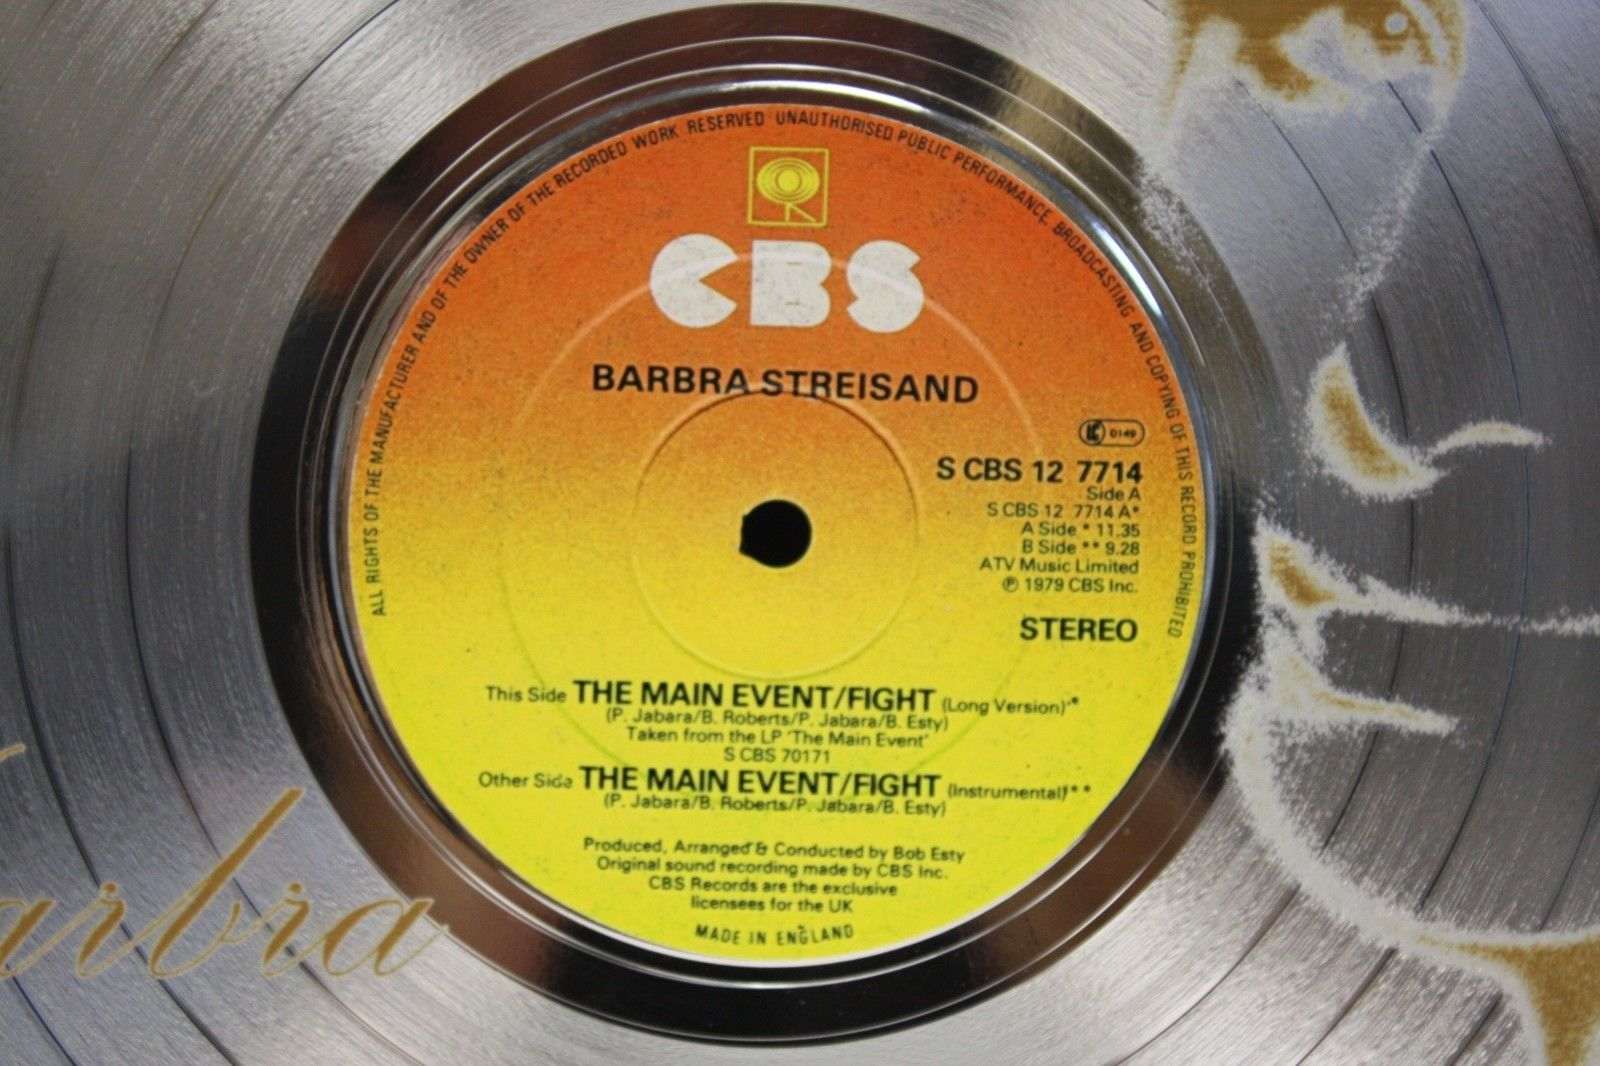 ALL RIGHTS OF THE MANUFACTURER AND OF THE OWNER OF THE RECORDED WORK RESERVED UNAUTHORISED PUBLIC PERFORMANCE, BROADCASTING AND COPYING OF THIS RECORD PROHIBITED
CBS
BARBRA STREISAND
0149
S CBS 12 7714
Side A
S CBS 12 7714 A*
A Side * 11.35
B Side ** 9.28
ATV Music Limited
℗ 1979 CBS Inc.
STEREO
This Side THE MAIN EVENT/FIGHT (Long Version)*
(P. Jabara/B. Roberts/P. Jabara/B. Esty)
Taken from the LP 'The Main Event'
S CBS 70171
Other Side THE MAIN EVENT/FIGHT (Instrumental)**
(P. Jabara/B. Roberts/P. Jabara/B. Esty)
Produced, Arranged & Conducted by Bob Esty
Original sound recording made by CBS Inc.
CBS Records are the exclusive
licensees for the UK
MADE IN ENGLAND
arbra